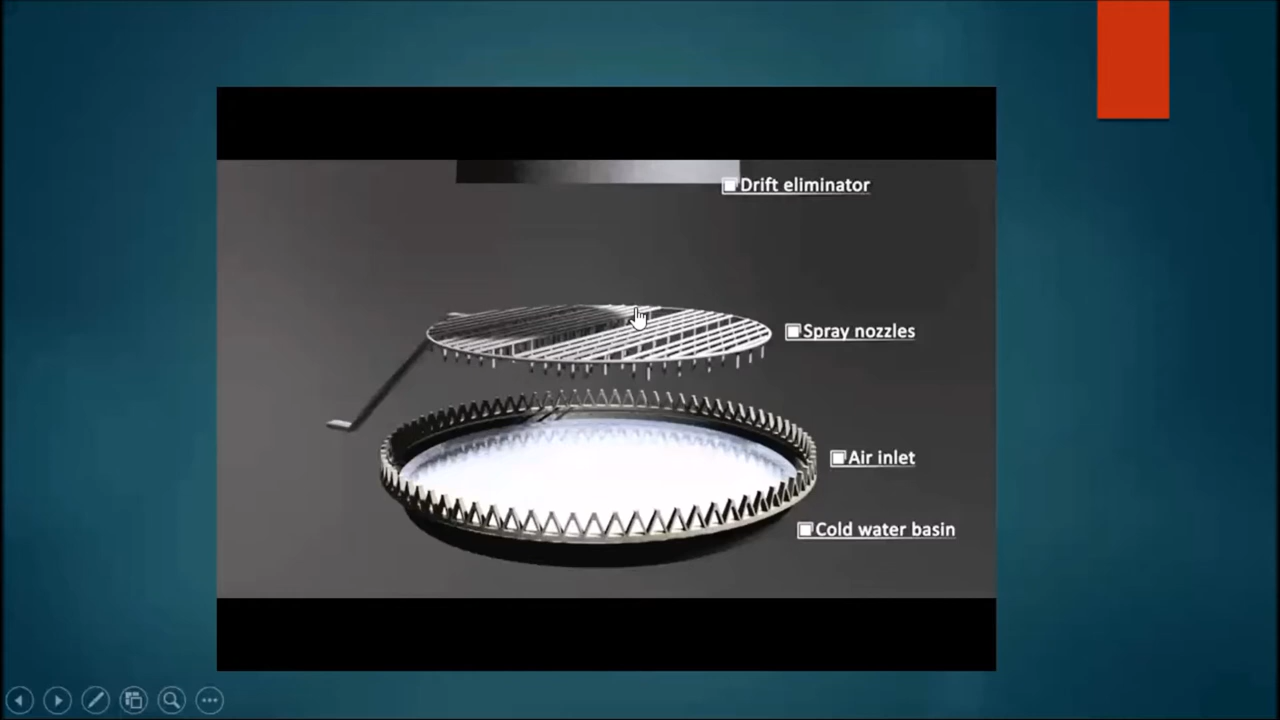 Drift eliminator
Spray nozzles
Air inlet
Cold water basin